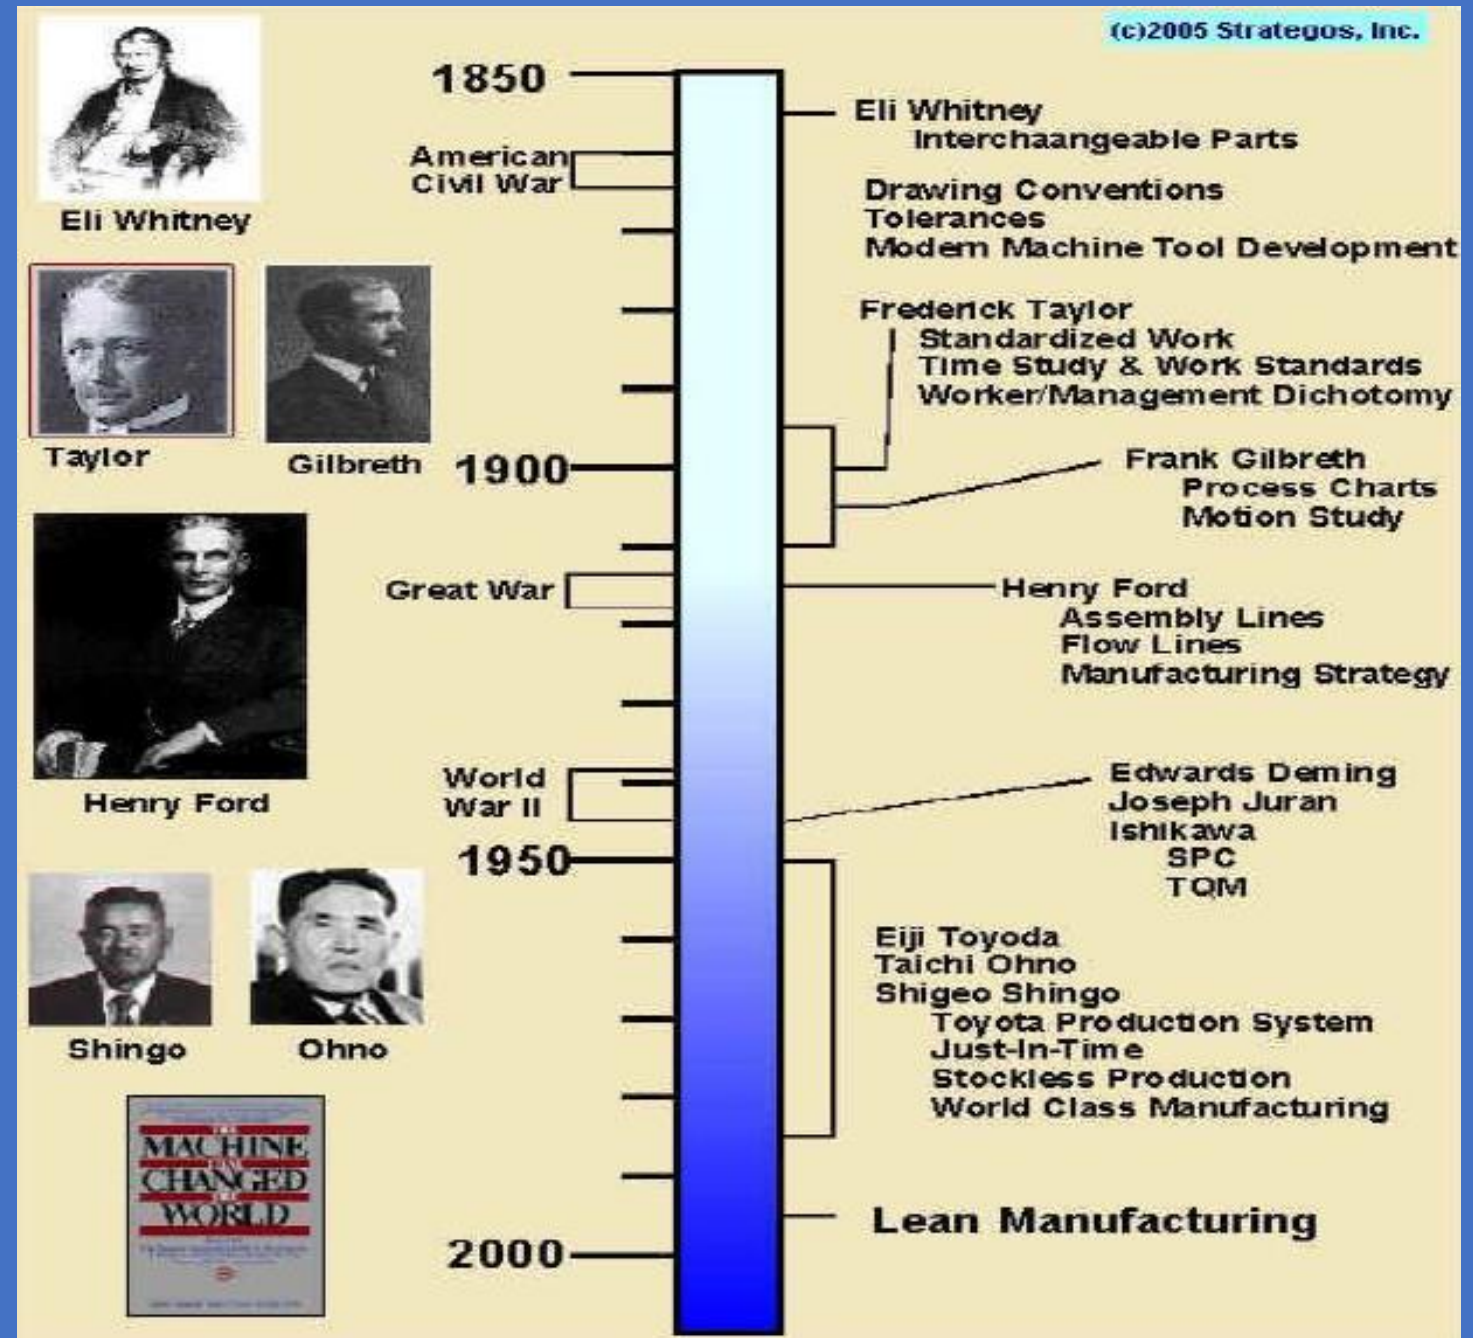 (c)2005 Strategos, Inc.
1850
Eli Whitney
Interchaangeable Parts
American
Civil War
Drawing Conventions
Tolerances
Modern Machine Tool Development
Eli Whitney
Frederick Taylor
Standardized Work
Time Study & Work Standards
Worker/Management Dichotomy
Taylor
Gilbreth
1900
Frank Gilbreth
Process Charts
Motion Study
Great War
Henry Ford
Assembly Lines
Flow Lines
Manufacturing Strategy
World
War II
Henry Ford
Edwards Deming
Joseph Juran
Ishikawa
SPC
TQM
1950
Eiji Toyoda
Taichi Ohno
Shigeo Shingo
Toyota Production System
Just-In-Time
Stockless Production
World Class Manufacturing
Shingo
Ohno
THE
MACHINE
THAT
CHANGED
THE
WORLD
Lean Manufacturing
2000